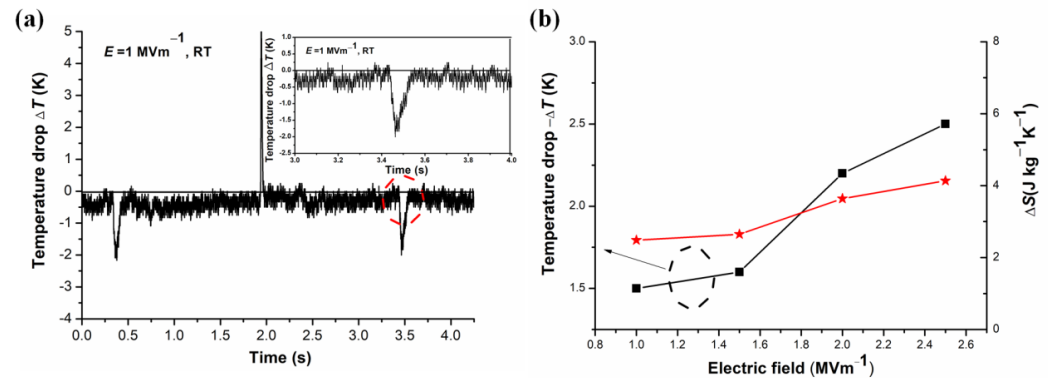 (a)
E =1 MVm⁻¹, RT
Temperature drop ΔT (K)
5
4
3
2
1
0
-1
-2
-3
-4
0.0 0.5 1.0 1.5 2.0 2.5 3.0 3.5 4.0
Time (s)
E =1 MVm⁻¹, RT
Temperature drop ΔT (K)
1.0
0.5
0.0
-0.5
-1.0
-1.5
-2.0
-2.5
3.0 3.2 3.4 3.6 3.8 4.0
Time (s)
(b)
Temperature drop -ΔT (K)
3.0
2.5
2.0
1.5
0.8 1.0 1.2 1.4 1.6 1.8 2.0 2.2 2.4 2.6
Electric field (MVm⁻¹)
8
6
4
2
0
ΔS(J kg⁻¹K⁻¹)